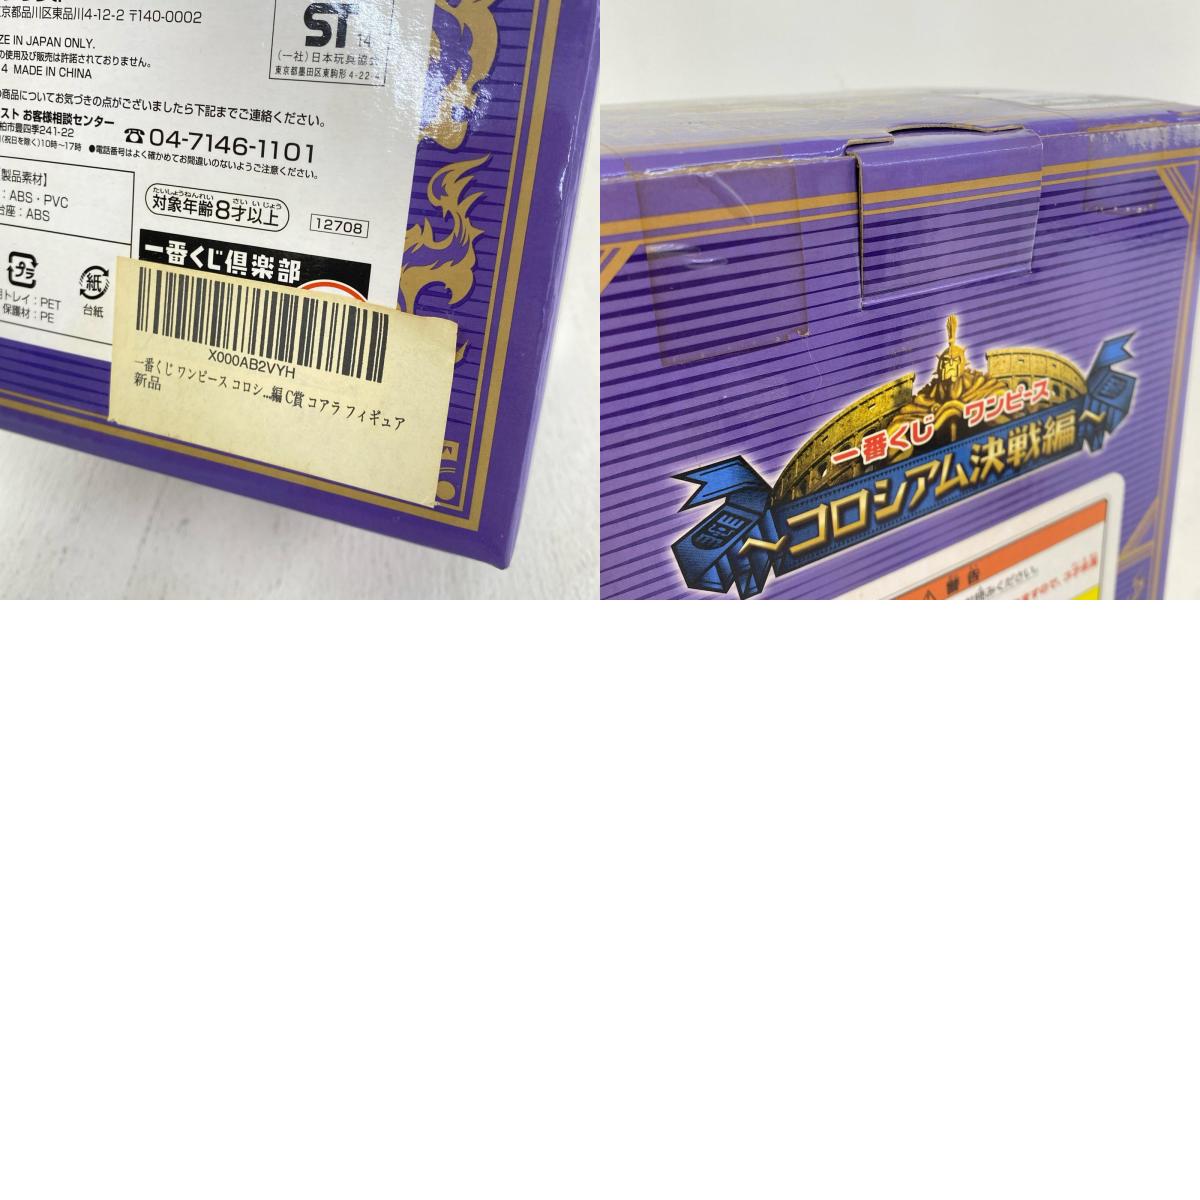 京都品川区東品川4-12-2 〒140-0002
ZE IN JAPAN ONLY.
の使用及び販売は許諾されておりません。
4 MADE IN CHINA
ST 14
(一社)日本玩具協会
東京都墨田区東駒形 4-22-4
の商品についてお気づきの点がございましたら下記までご連絡ください。
スト お客様相談センター
柏市豊四季241-22
(祝日を除く)10時～17時 ●電話番号はよく確かめてお間違いのないようご注意ください。
☎04-7146-1101
[製品素材]
: ABS・PVC
台座 : ABS
たいしょうねんれい さい いじょう
対象年齢8才以上
12708
プラ
紙
台紙
用トレイ : PET
保護材 : PE
一番くじ倶楽部
X000AB2VYH
一番くじ ワンピース コロシ...編 C賞 コアラ フィギュア
新品
一番くじ ワンピース
～コロシアム決戦編～
⚠ 警告